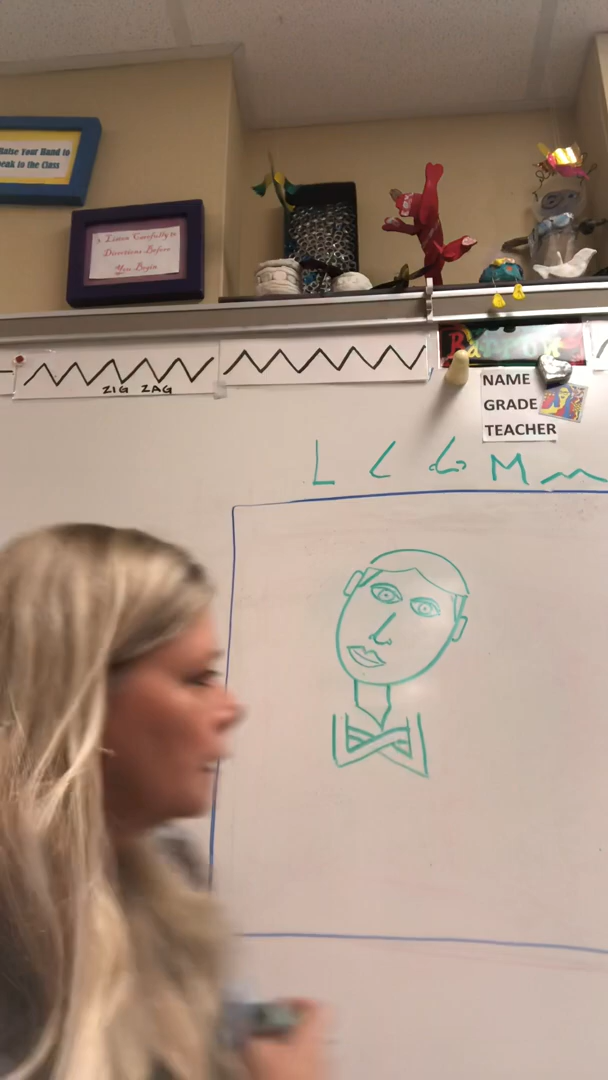 Raise Your Hand to
Speak to the Class
Listen Carefully to
Directions Before
You Begin
ZIG ZAG
NAME
GRADE
TEACHER
L
M